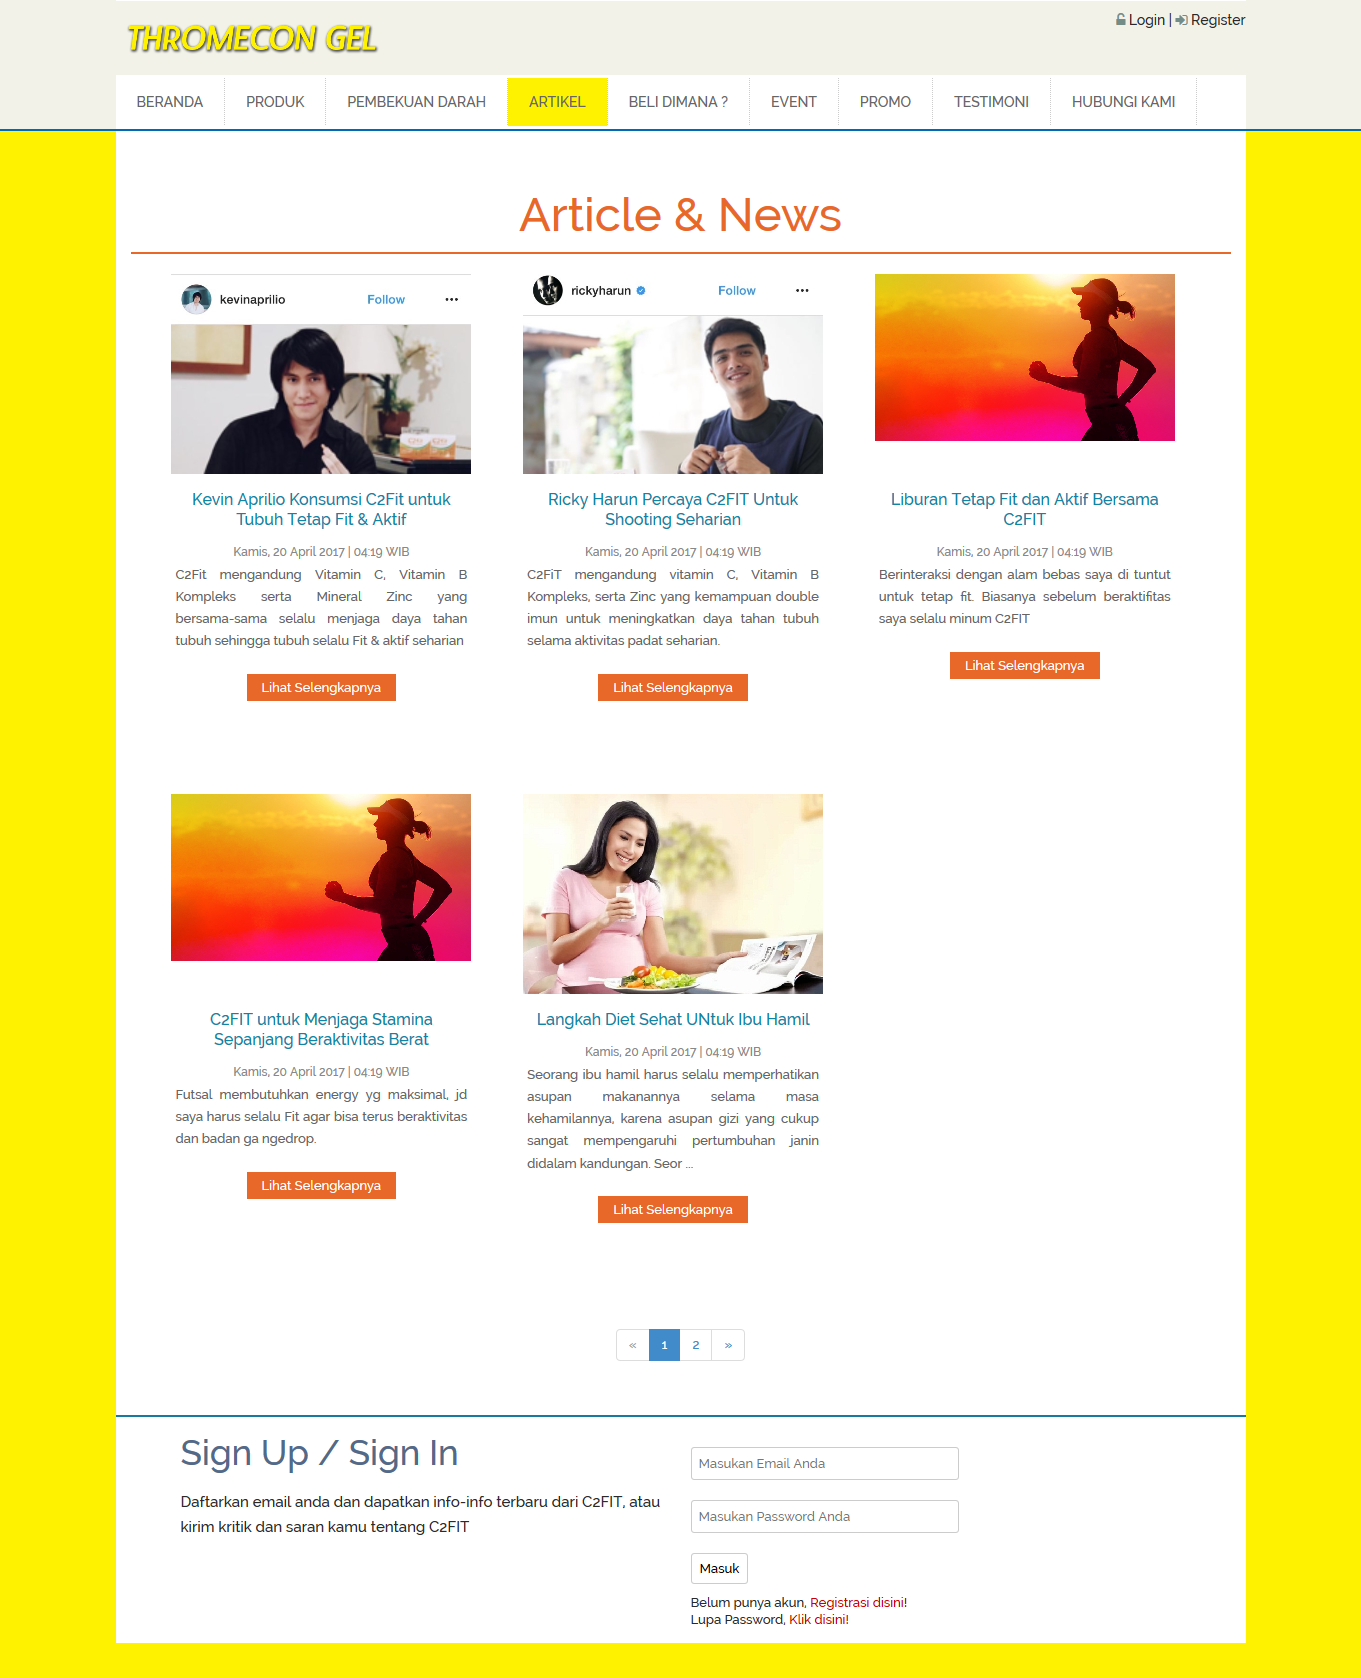 THROMECON GEL
Login | Register
BERANDA PRODUK PEMBEKUAN DARAH ARTIKEL BELI DIMANA ? EVENT PROMO TESTIMONI HUBUNGI KAMI
Article & News
kevinaprilio Follow •••
Kevin Aprilio Konsumsi C2Fit untuk
Tubuh Tetap Fit & Aktif
Kamis, 20 April 2017 | 04:19 WIB
C2Fit mengandung Vitamin C, Vitamin B
Kompleks serta Mineral Zinc yang
bersama-sama selalu menjaga daya tahan
tubuh sehingga tubuh selalu Fit & aktif seharian
Lihat Selengkapnya
rickyharun Follow •••
Ricky Harun Percaya C2FIT Untuk
Shooting Seharian
Kamis, 20 April 2017 | 04:19 WIB
C2FiT mengandung vitamin C, Vitamin B
Kompleks, serta Zinc yang kemampuan double
imun untuk meningkatkan daya tahan tubuh
selama aktivitas padat seharian.
Lihat Selengkapnya
Liburan Tetap Fit dan Aktif Bersama
C2FIT
Kamis, 20 April 2017 | 04:19 WIB
Berinteraksi dengan alam bebas saya di tuntut
untuk tetap fit. Biasanya sebelum beraktifitas
saya selalu minum C2FIT
Lihat Selengkapnya
C2FIT untuk Menjaga Stamina
Sepanjang Beraktivitas Berat
Kamis, 20 April 2017 | 04:19 WIB
Futsal membutuhkan energy yg maksimal, jd
saya harus selalu Fit agar bisa terus beraktivitas
dan badan ga ngedrop.
Lihat Selengkapnya
Langkah Diet Sehat UNtuk Ibu Hamil
Kamis, 20 April 2017 | 04:19 WIB
Seorang ibu hamil harus selalu memperhatikan
asupan makanannya selama masa
kehamilannya, karena asupan gizi yang cukup
sangat mempengaruhi pertumbuhan janin
didalam kandungan. Seor ...
Lihat Selengkapnya
« 1 2 »
Sign Up / Sign In
Daftarkan email anda dan dapatkan info-info terbaru dari C2FIT, atau
kirim kritik dan saran kamu tentang C2FIT
Masukan Email Anda
Masukan Password Anda
Masuk
Belum punya akun, Registrasi disini!
Lupa Password, Klik disini!